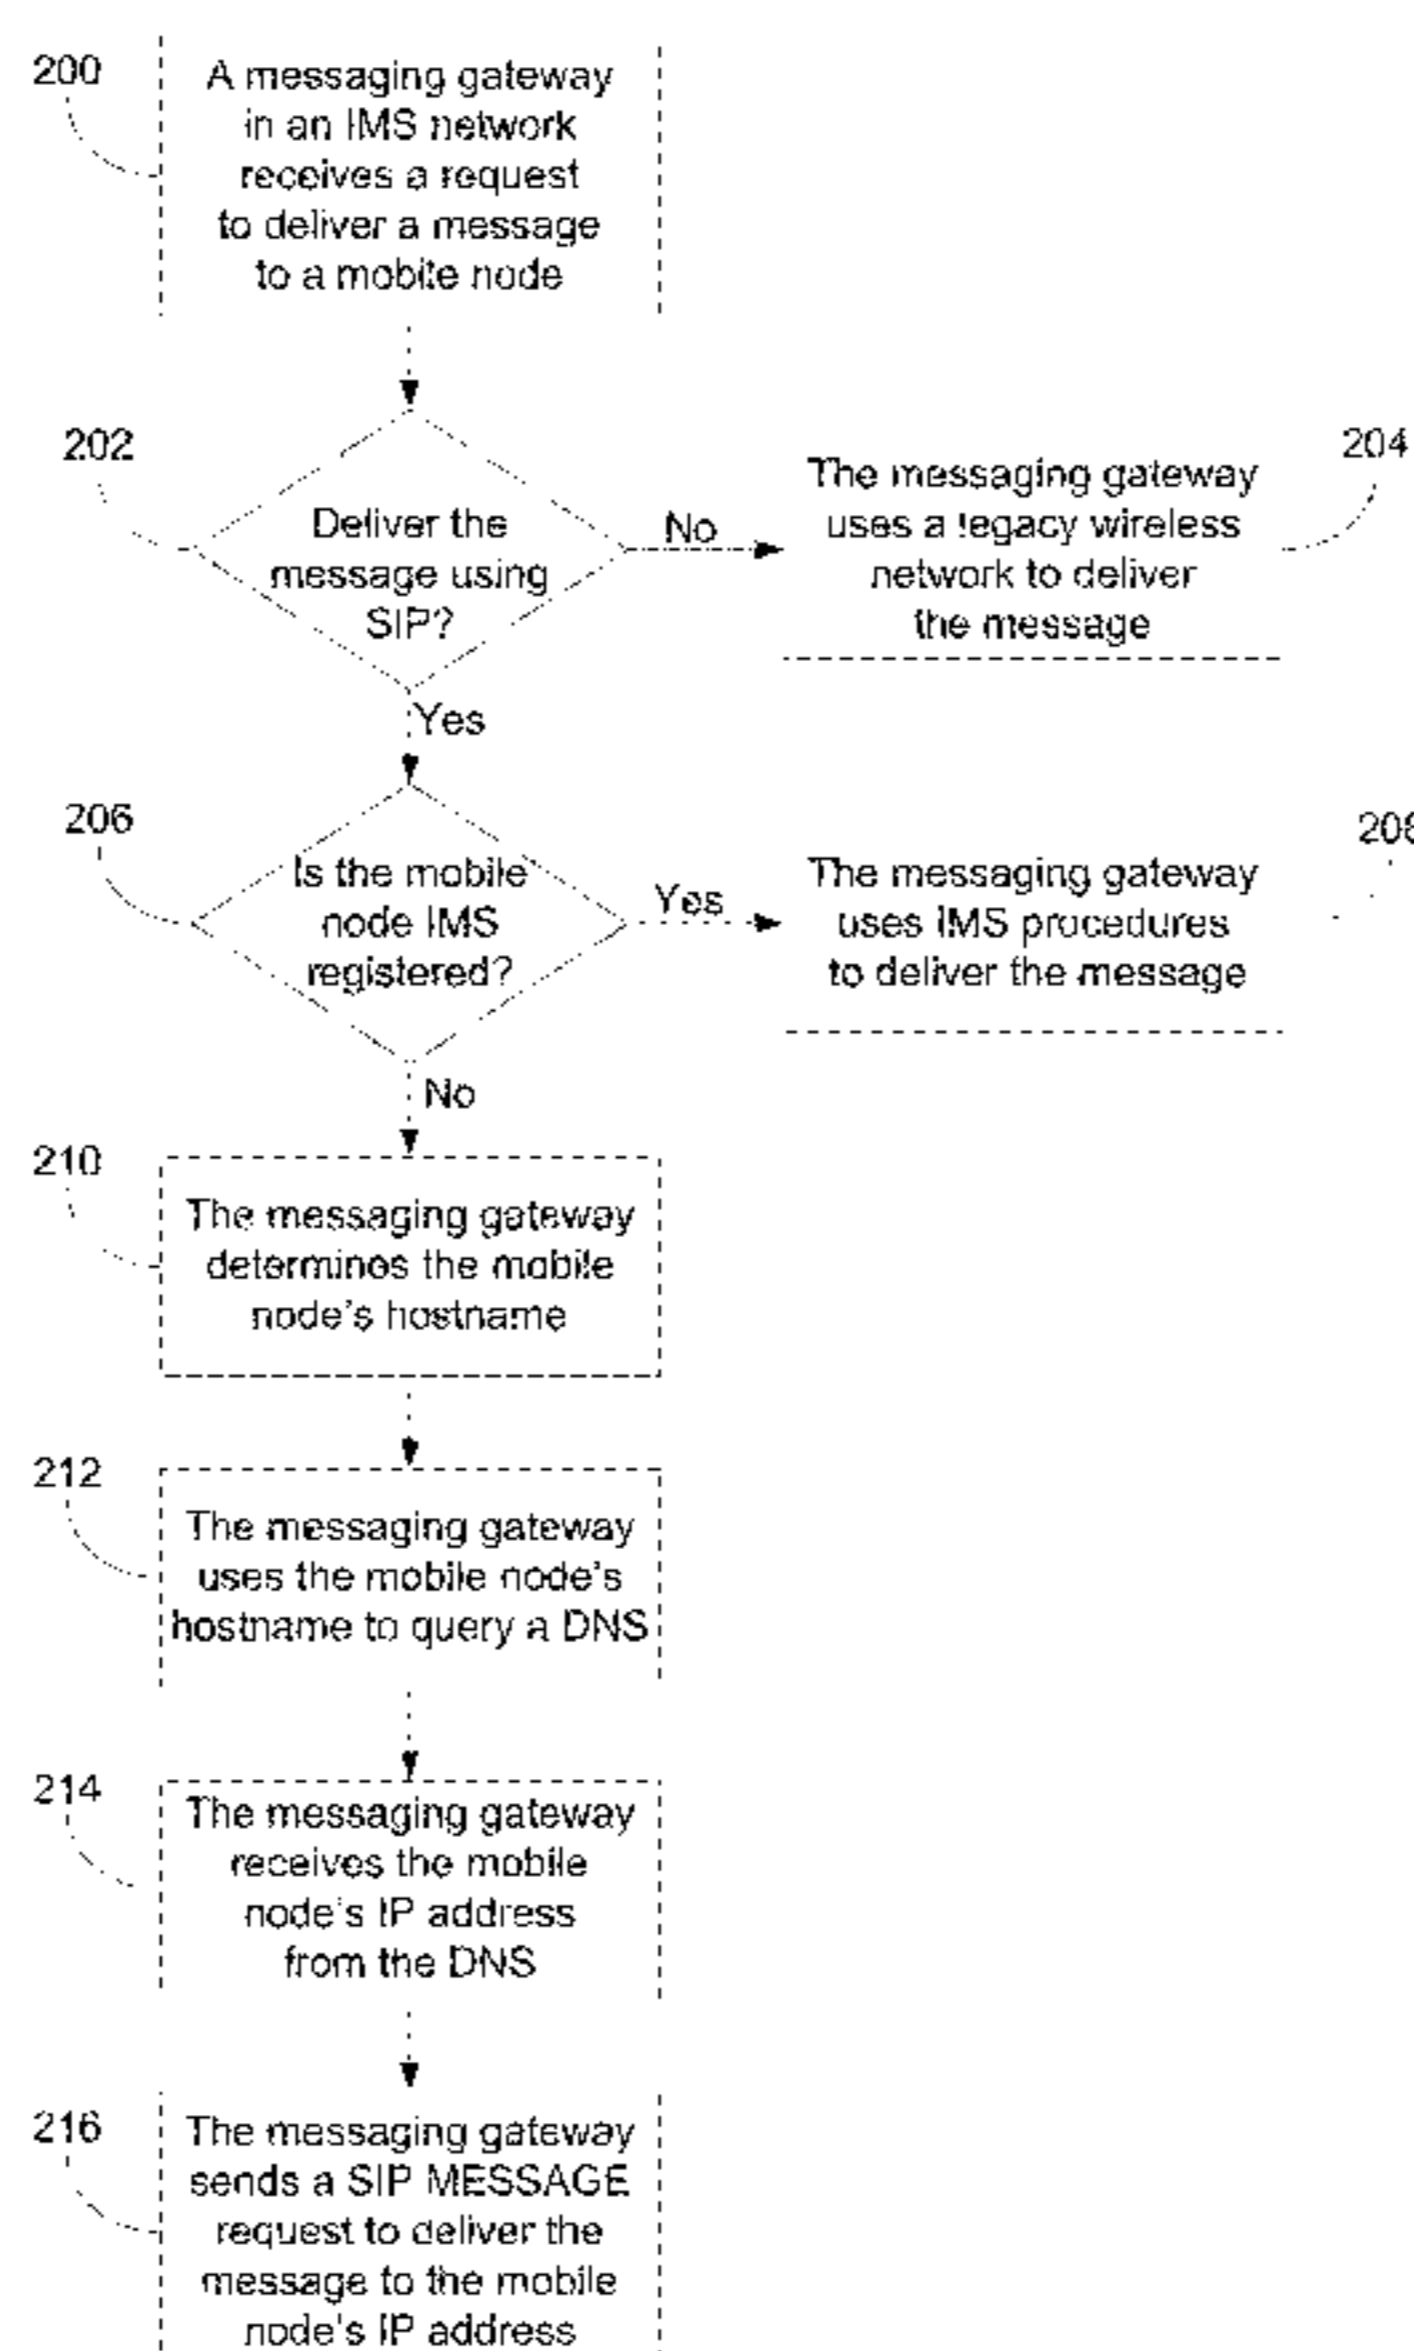 200
A messaging gateway
in an IMS network
receives a request
to deliver a message
to a mobile node
202
Deliver the
message using
SIP?
No
204
The messaging gateway
uses a legacy wireless
network to deliver
the message
Yes
206
Is the mobile
node IMS
registered?
Yes
208
The messaging gateway
uses IMS procedures
to deliver the message
No
210
The messaging gateway
determines the mobile
node's hostname
212
The messaging gateway
uses the mobile node's
hostname to query a DNS
214
The messaging gateway
receives the mobile
node's IP address
from the DNS
216
The messaging gateway
sends a SIP MESSAGE
request to deliver the
message to the mobile
node's IP address